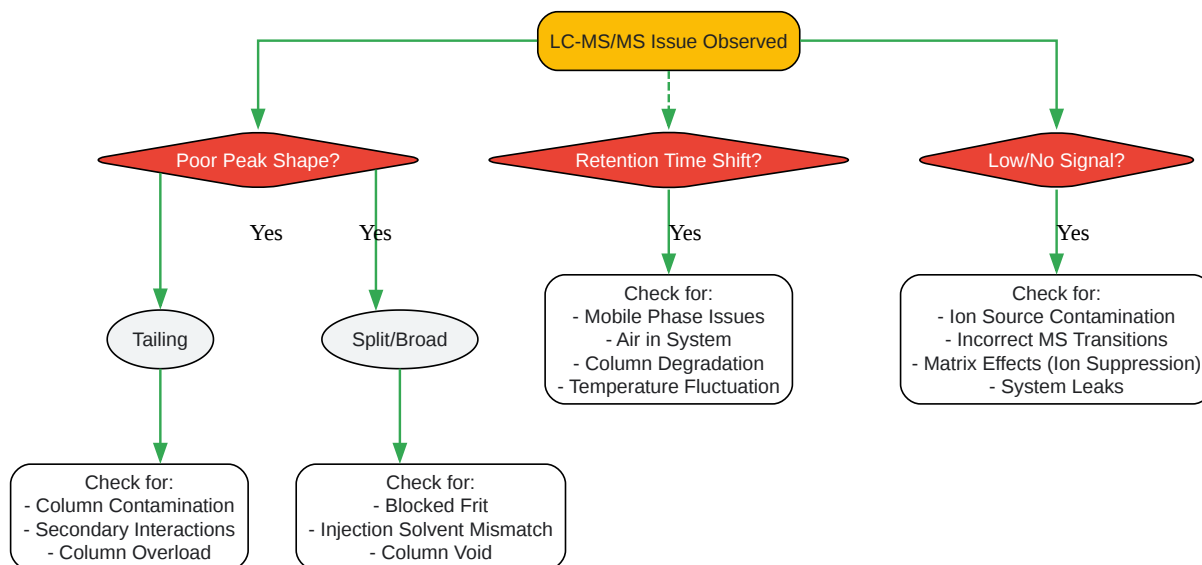 LC-MS/MS Issue Observed
Poor Peak Shape?
Retention Time Shift?
Low/No Signal?
Yes
Yes
Yes
Yes
Tailing
Split/Broad
Check for:
- Mobile Phase Issues
- Air in System
- Column Degradation
- Temperature Fluctuation
Check for:
- Ion Source Contamination
- Incorrect MS Transitions
- Matrix Effects (Ion Suppression)
- System Leaks
Check for:
- Column Contamination
- Secondary Interactions
- Column Overload
Check for:
- Blocked Frit
- Injection Solvent Mismatch
- Column Void